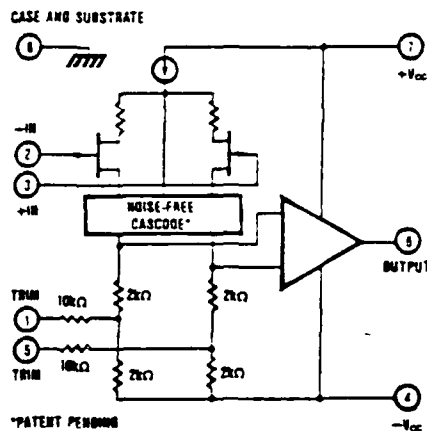 CASE AND SUBSTRATE
8
7
+Vcc
-IN
2
3
+IN
NOISE-FREE
CASCODE*
6
OUTPUT
TRIM
10kΩ
2kΩ
2kΩ
1
5
10kΩ
TRIM
2kΩ
2kΩ
4
-Vcc
*PATENT PENDING